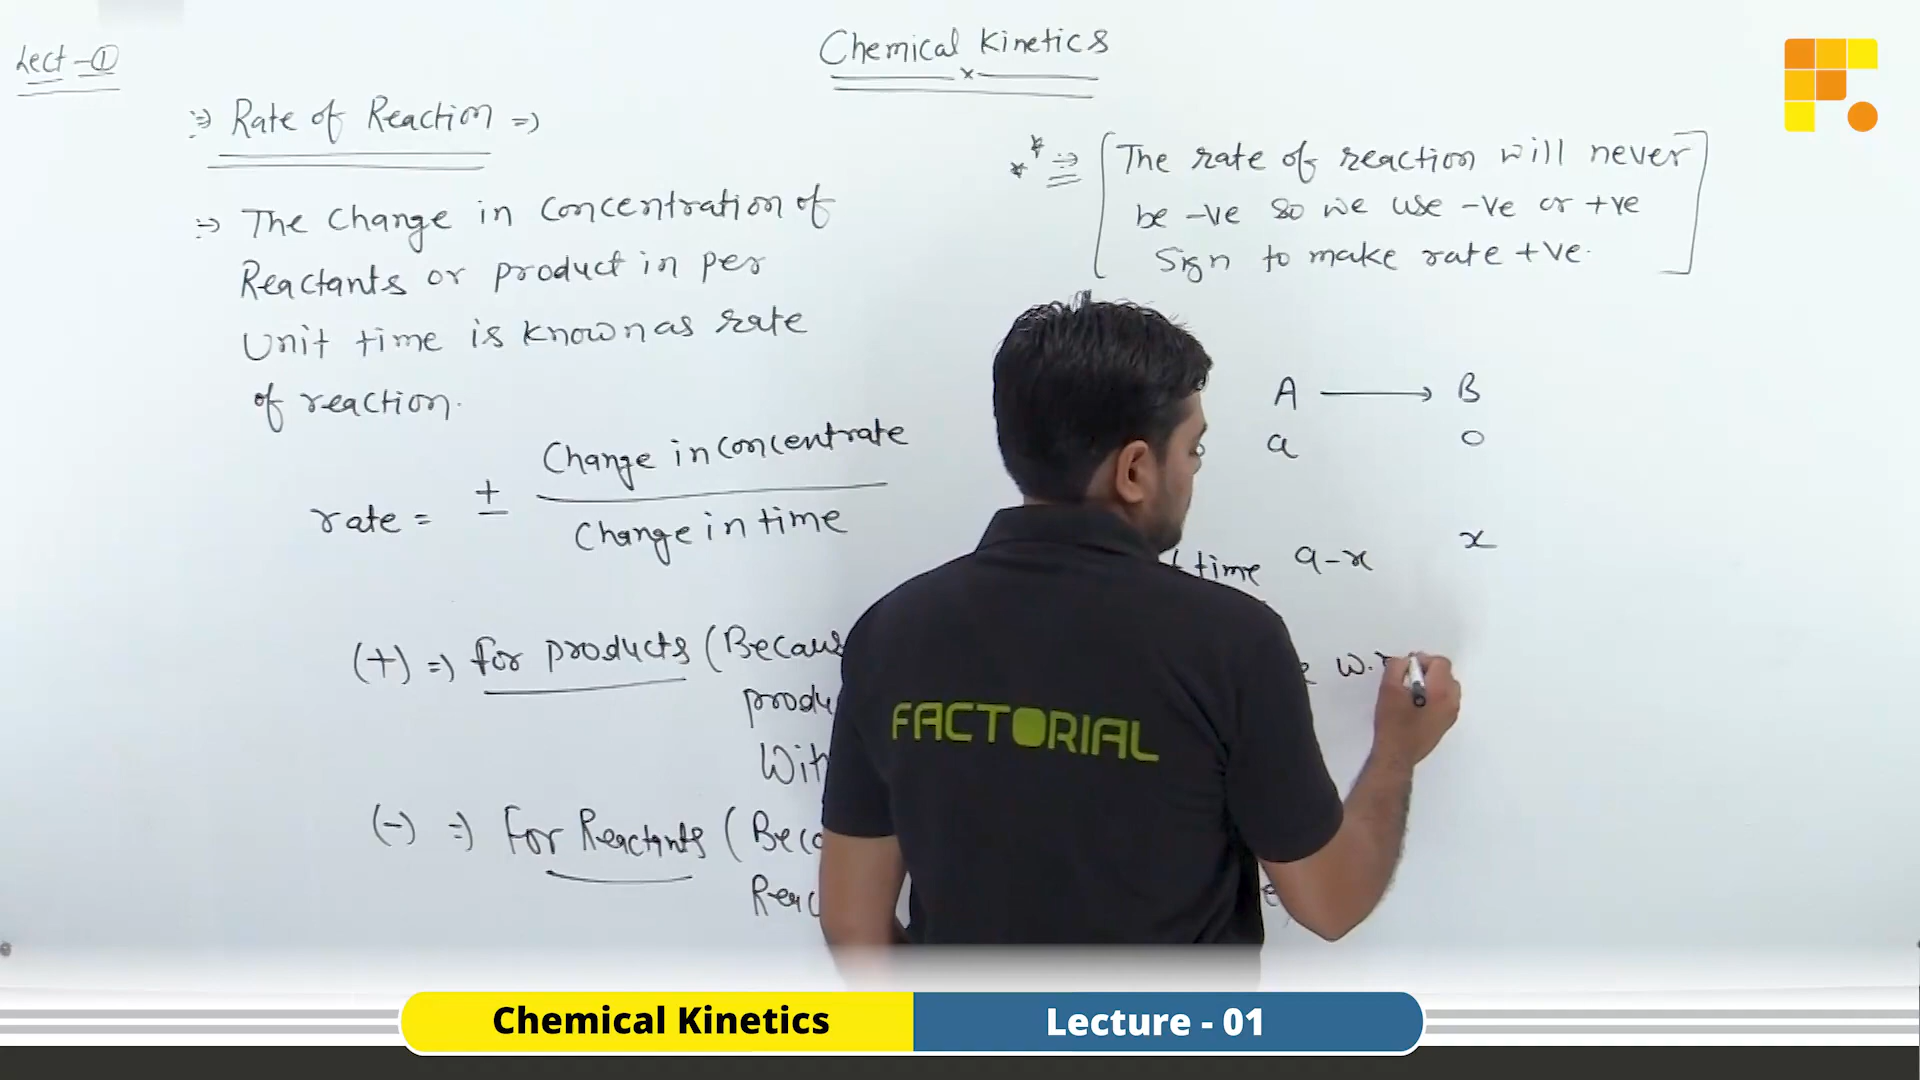 Lect-①
Chemical Kinetics
Rate of Reaction =>
The Change in Concentration of
Reactants or product in per
Unit time is known as rate
of reaction.
rate = ± Change in Concentrate
Change in time
(+) => for products (Becaus
produ
With
(-) => For Reactants (Beca
Reac
** => [The rate of reaction will never
be -ve so we use -ve or +ve
Sign to make rate +ve.]
A ⟶ B
a 0
t time a-x x
w.r
FACTORIAL
Chemical Kinetics
Lecture - 01